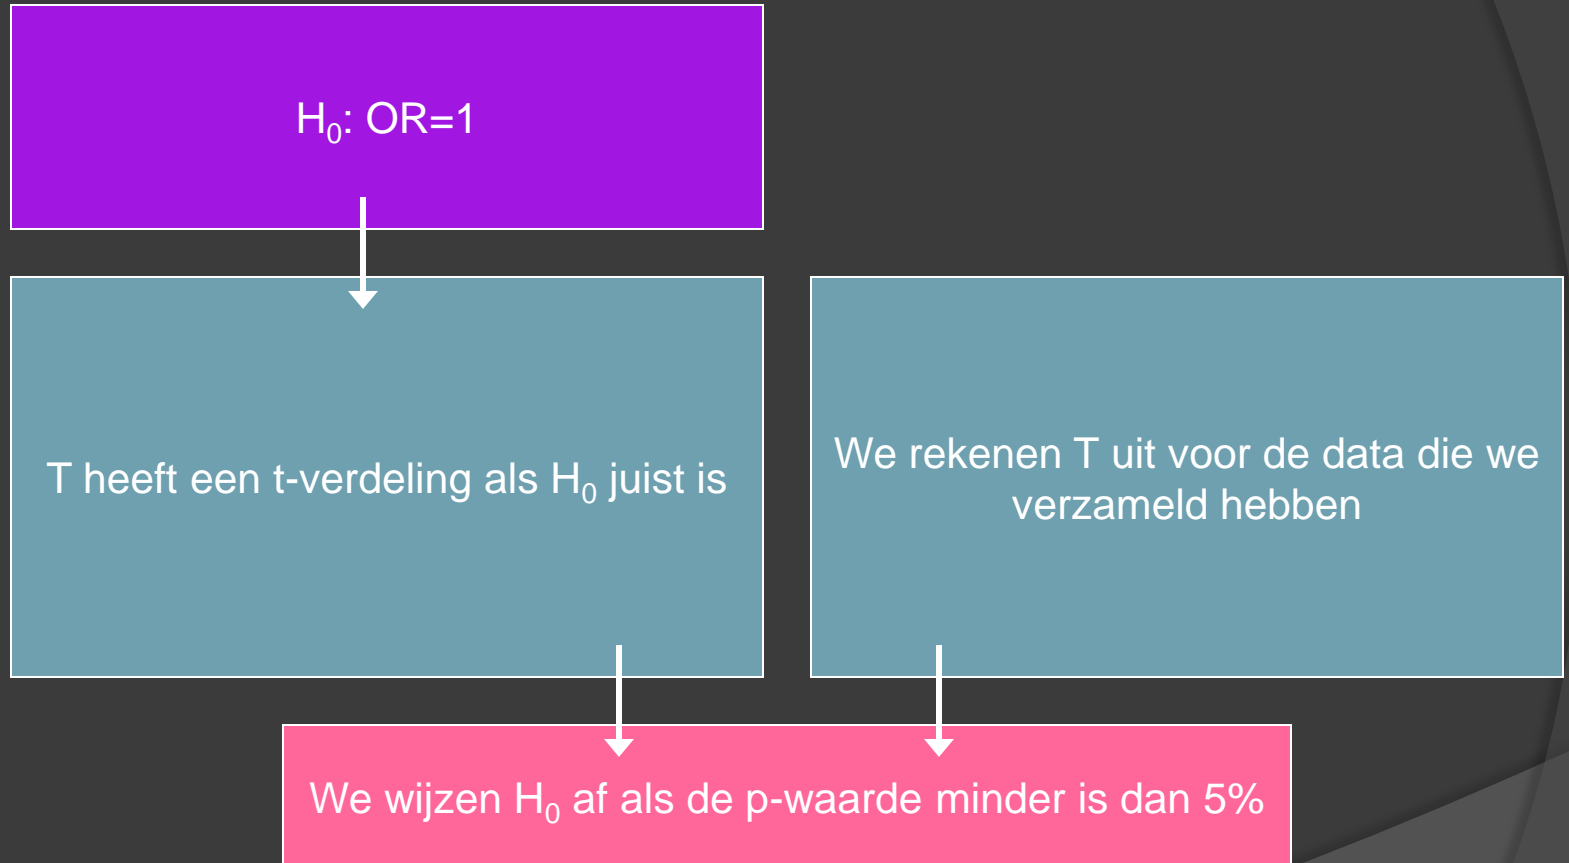 H₀: OR=1
T heeft een t-verdeling als H₀ juist is
We rekenen T uit voor de data die we
verzameld hebben
We wijzen H₀ af als de p-waarde minder is dan 5%